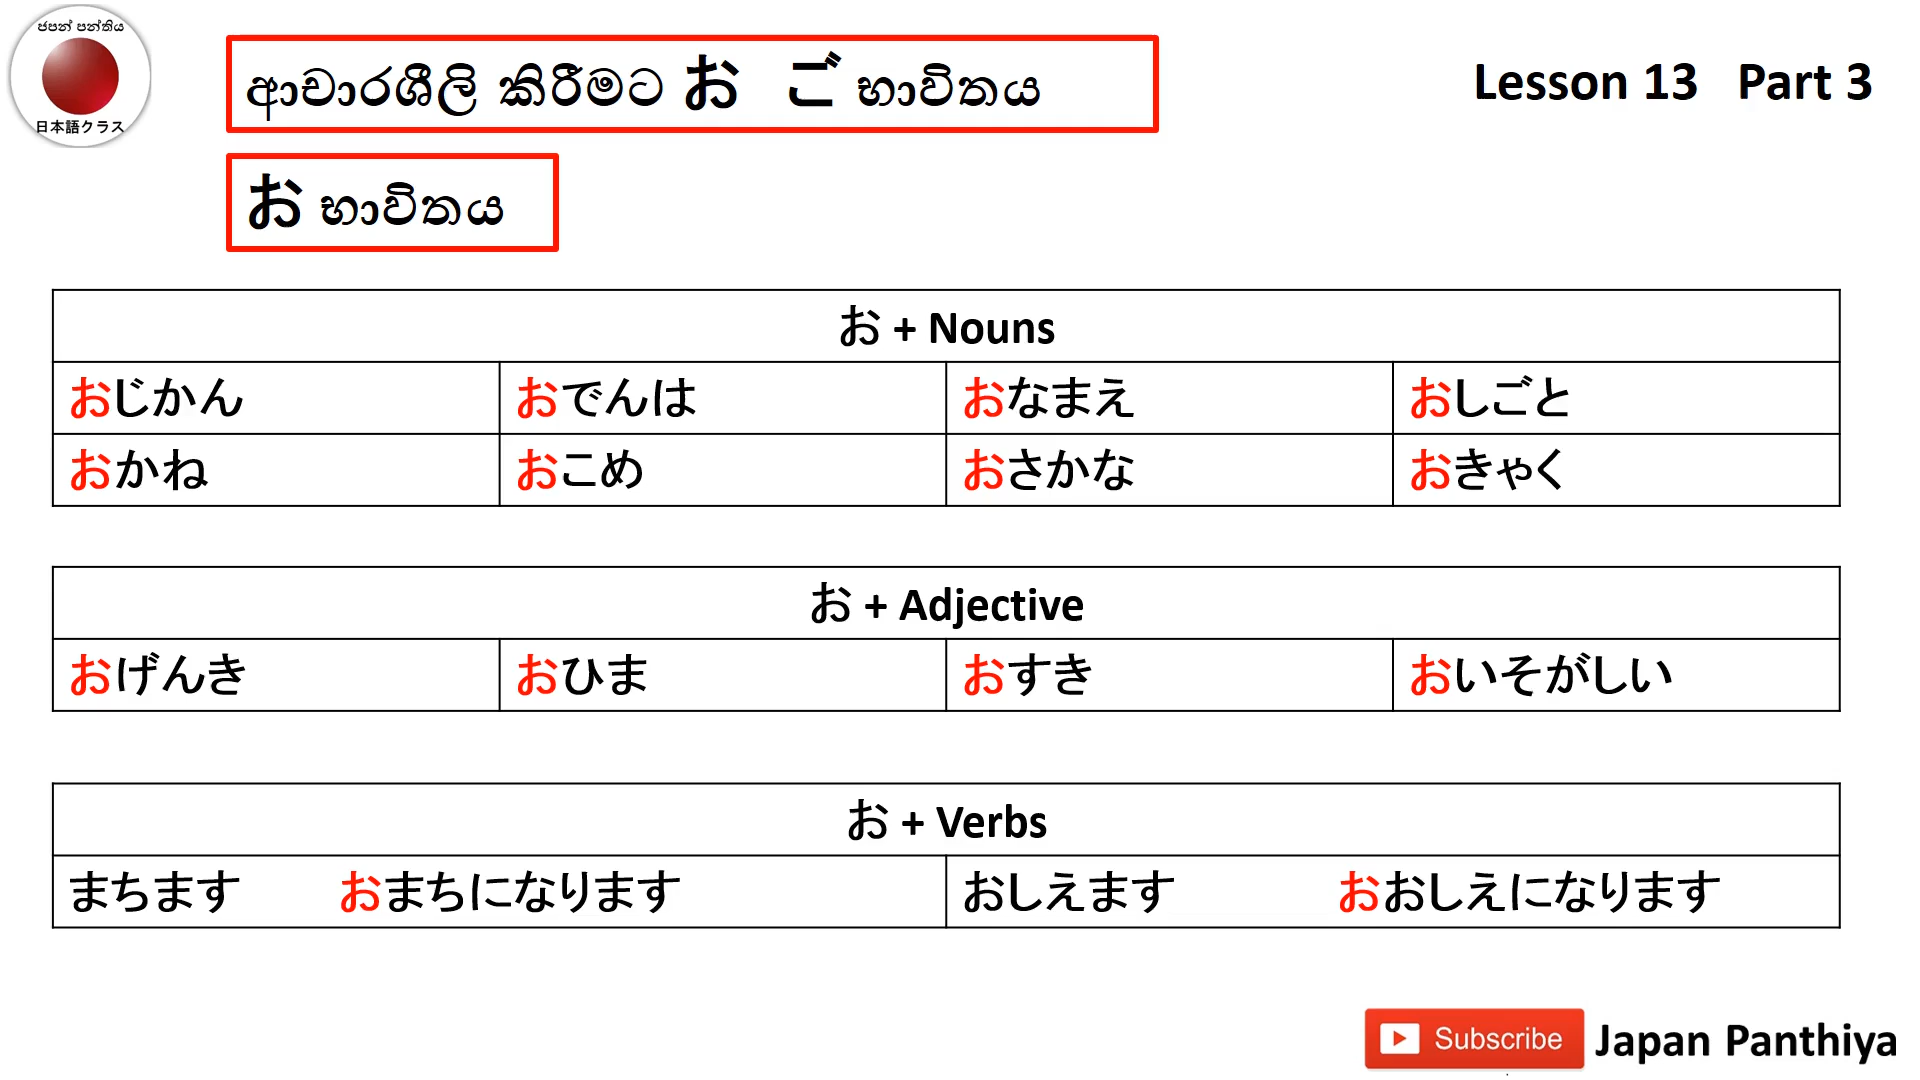 ජපන් පන්තිය
日本語クラス
ආචාරශීලි කිරීමට お ご භාවිතය
Lesson 13 Part 3
お භාවිතය
お + Nouns
おじかん おでんは おなまえ おしごと
おかね おこめ おさかな おきゃく
お + Adjective
おげんき おひま おすき おいそがしい
お + Verbs
まちます おまちになります おしえます おおしえになります
Subscribe Japan Panthiya